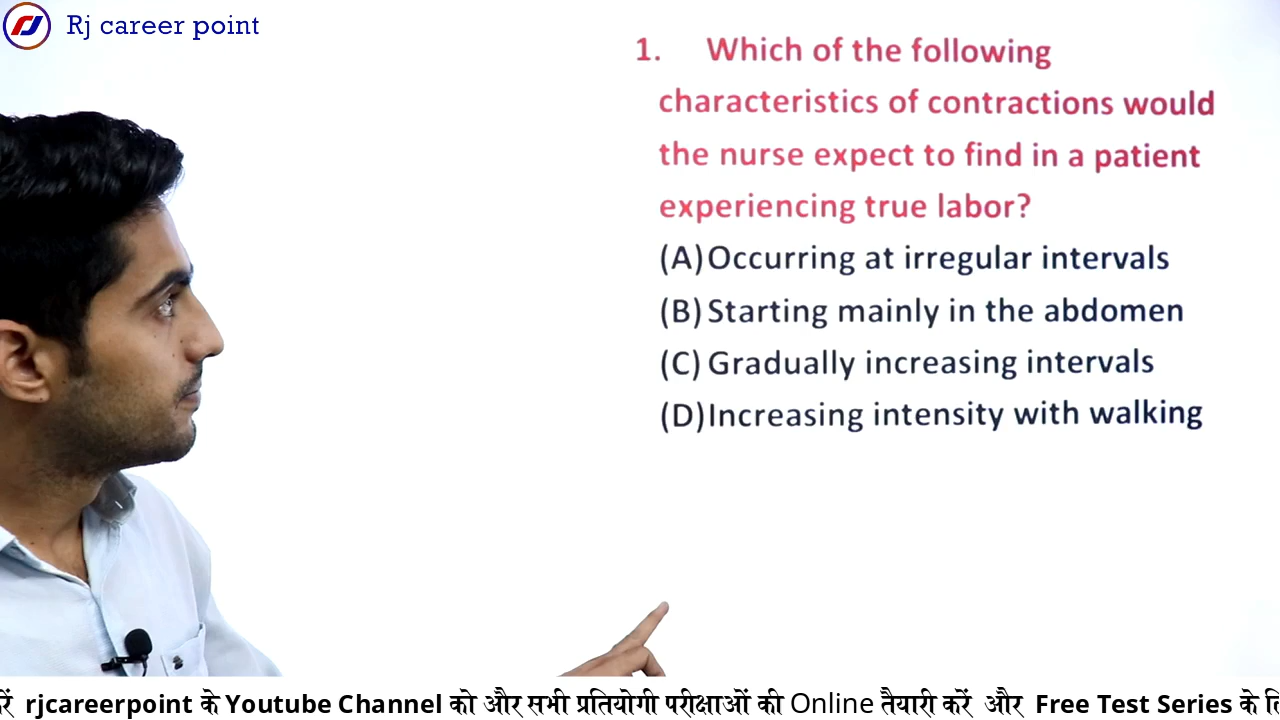 Rj career point
1. Which of the following
characteristics of contractions would
the nurse expect to find in a patient
experiencing true labor?
(A) Occurring at irregular intervals
(B) Starting mainly in the abdomen
(C) Gradually increasing intervals
(D) Increasing intensity with walking
रें rjcareerpoint के Youtube Channel को और सभी प्रतियोगी परीक्षाओं की Online तैयारी करें और Free Test Series के